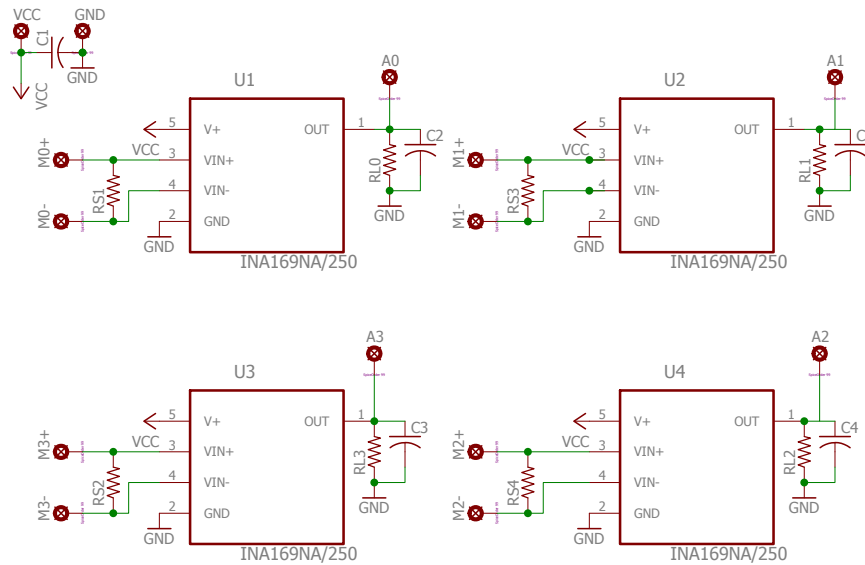 VCC
GND
C1
VCC
GND
A0
A1
U1
U2
5 V+ OUT 1
C2
5 V+ OUT 1
C
M0+
VCC
3 VIN+
RL0
M1+
VCC
3 VIN+
RL1
RS1
4 VIN-
RS3
4 VIN-
M0-
2 GND
GND
M1-
2 GND
GND
GND
GND
INA169NA/250
INA169NA/250
A3
A2
U3
U4
5 V+ OUT 1
C3
5 V+ OUT 1
C4
M3+
VCC
3 VIN+
RL3
M2+
VCC
3 VIN+
RL2
RS2
4 VIN-
RS4
4 VIN-
M3-
2 GND
GND
M2-
2 GND
GND
GND
GND
INA169NA/250
INA169NA/250